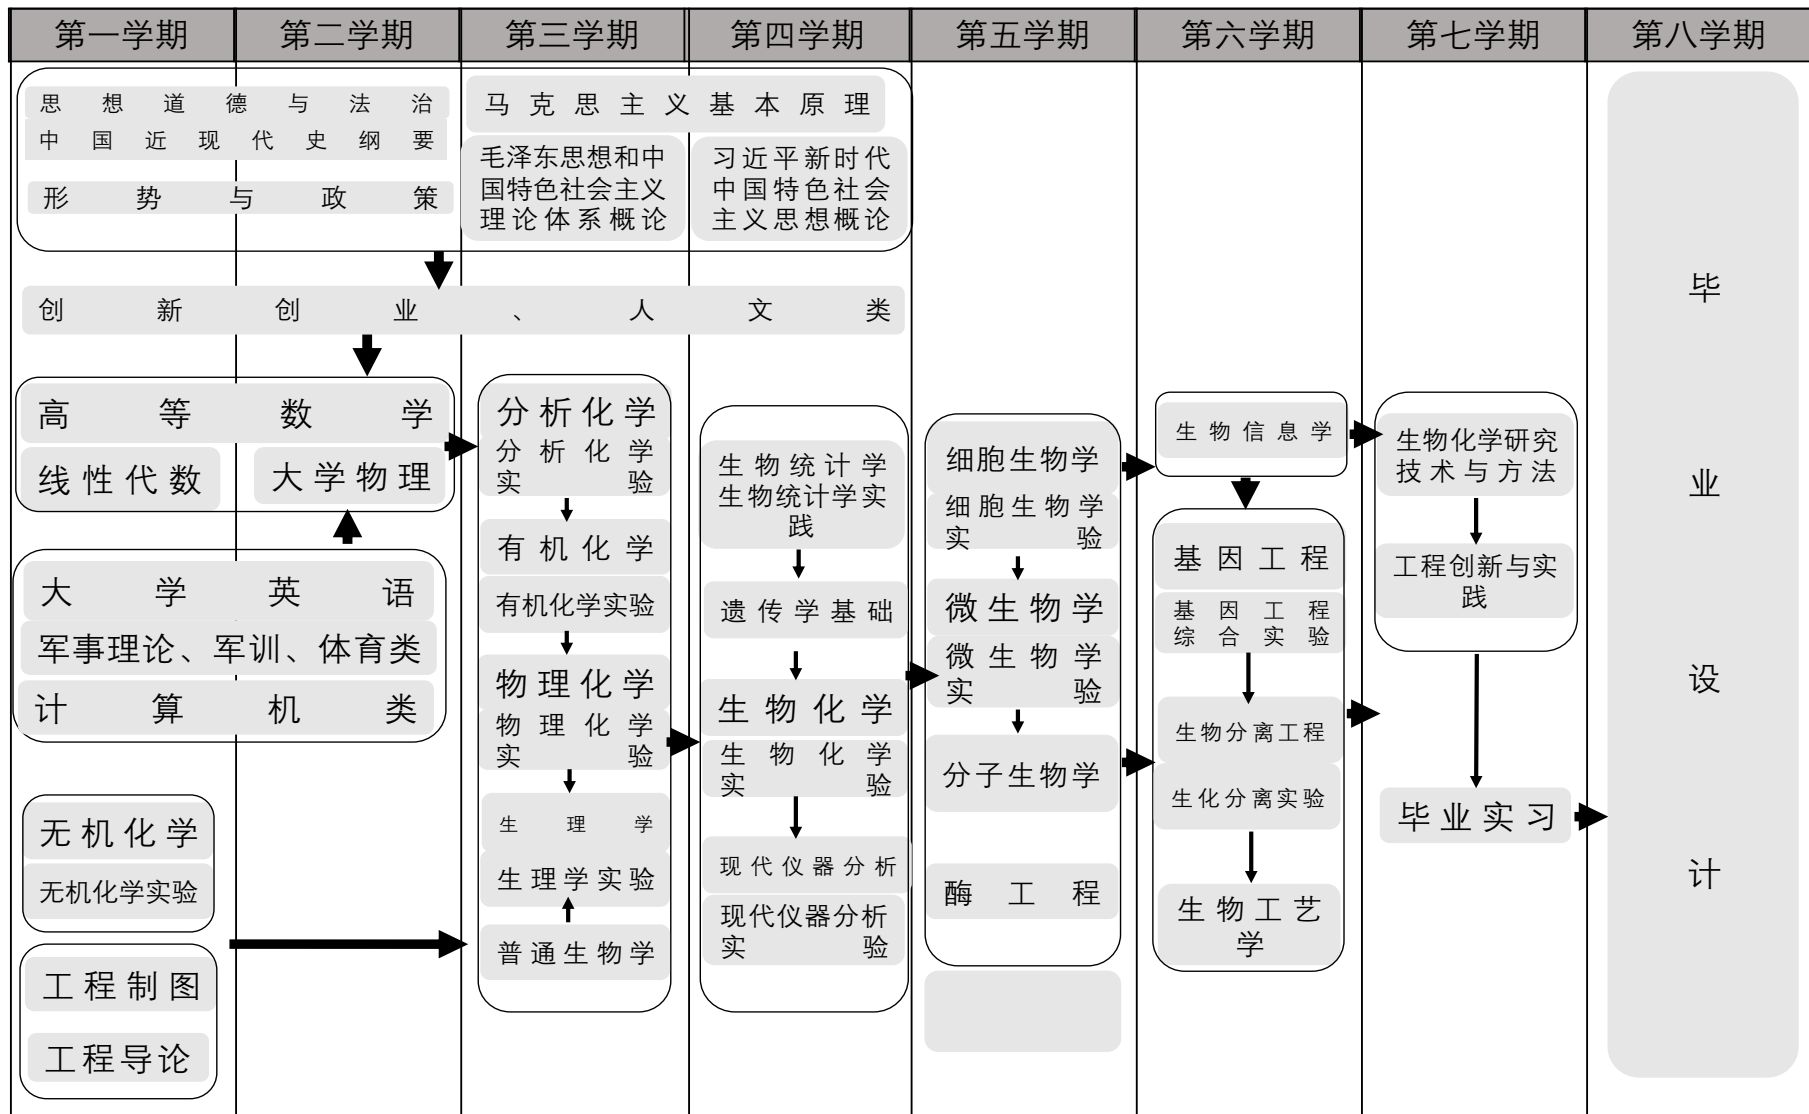 第一学期
第二学期
第三学期
第四学期
第五学期
第六学期
第七学期
第八学期
思想道德与法治
中国近现代史纲要
形势与政策
马克思主义基本原理
毛泽东思想和中
国特色社会主义
理论体系概论
习近平新时代
中国特色社会
主义思想概论
创新创业、人文类
高等数学
线性代数
大学物理
大学英语
军事理论、军训、体育类
计算机类
无机化学
无机化学实验
工程制图
工程导论
分析化学
分析化学
实验
有机化学
有机化学实验
物理化学
物理化学
实验
生理学
生理学实验
普通生物学
生物统计学
生物统计学实
践
遗传学基础
生物化学
生物化学
实验
现代仪器分析
现代仪器分析
实验
细胞生物学
细胞生物学
实验
微生物学
微生物学
实验
分子生物学
酶工程
生物信息学
基因工程
基因工程
综合实验
生物分离工程
生化分离实验
生物工艺
学
生物化学研究
技术与方法
工程创新与实
践
毕业实习
毕
业
设
计